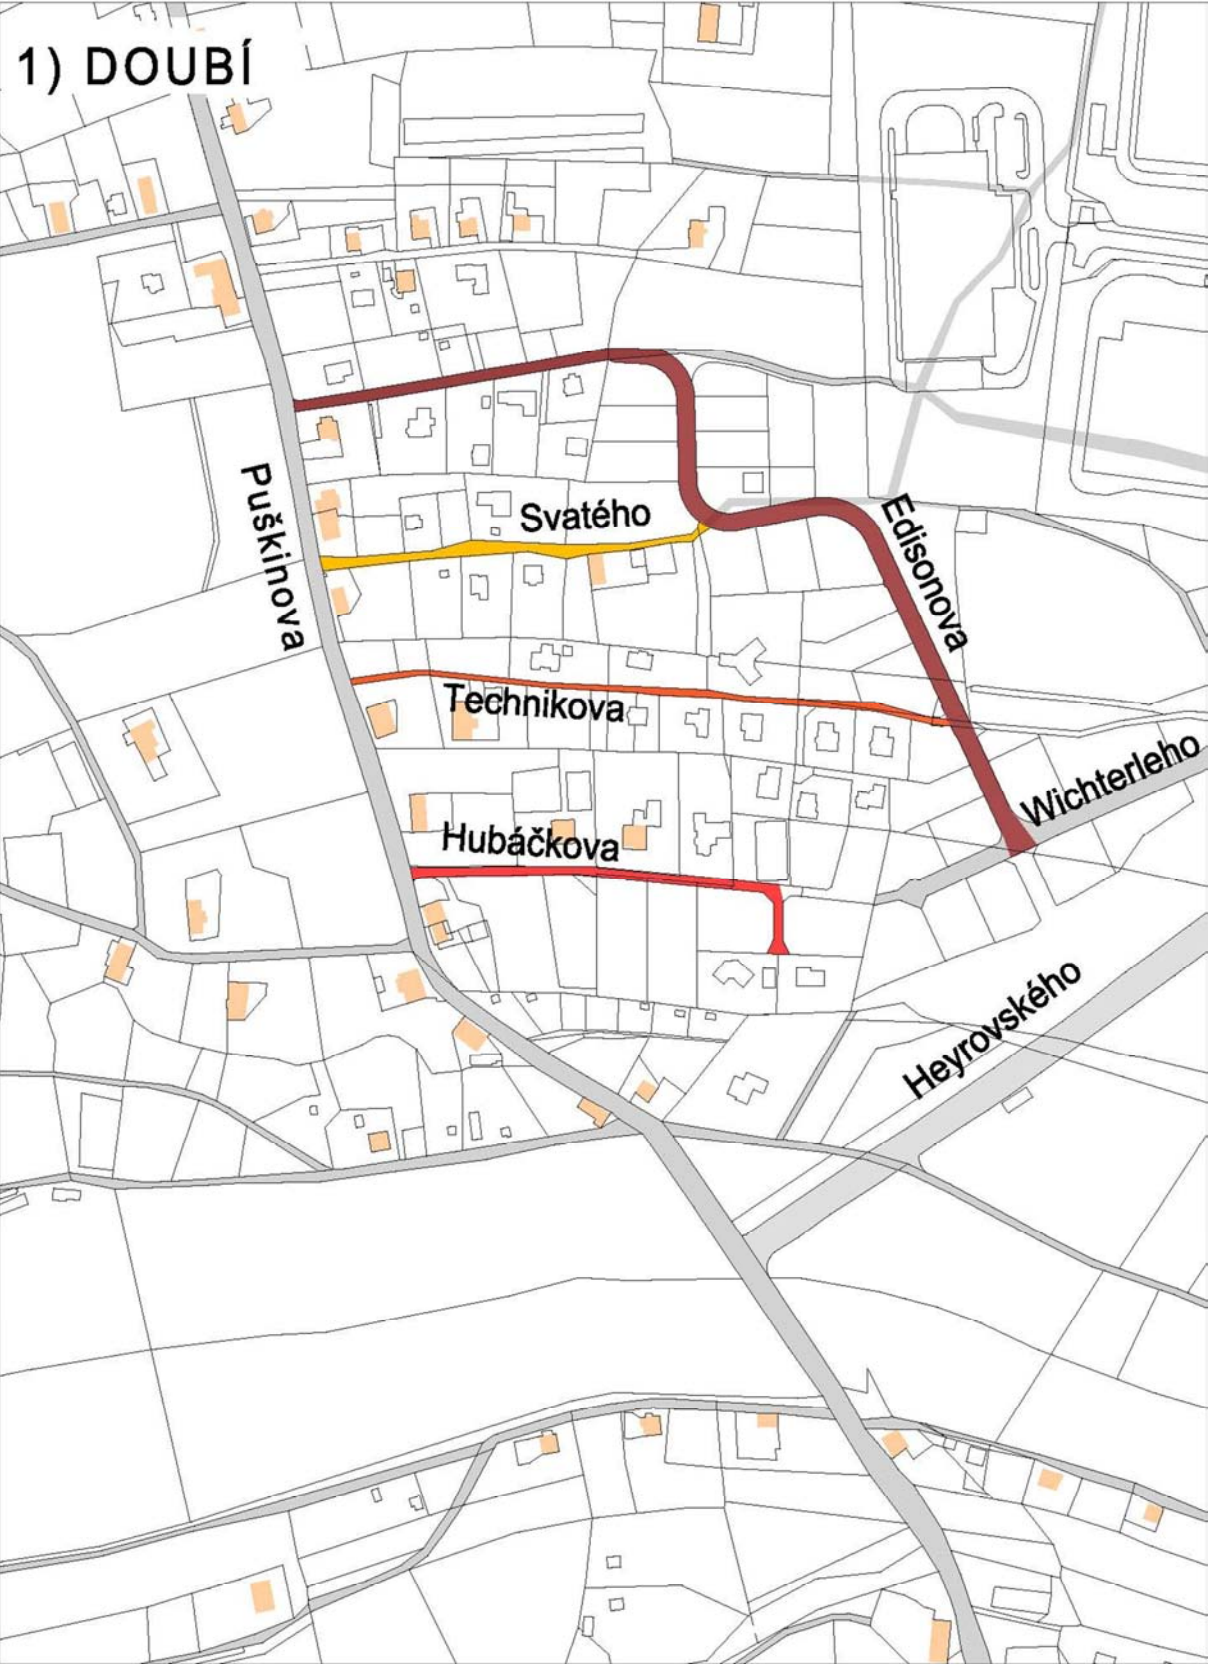 1) DOUBÍ
Puškinova
Svatého
Edisonova
Technikova
Wichterleho
Hubáčkova
Heyrovského